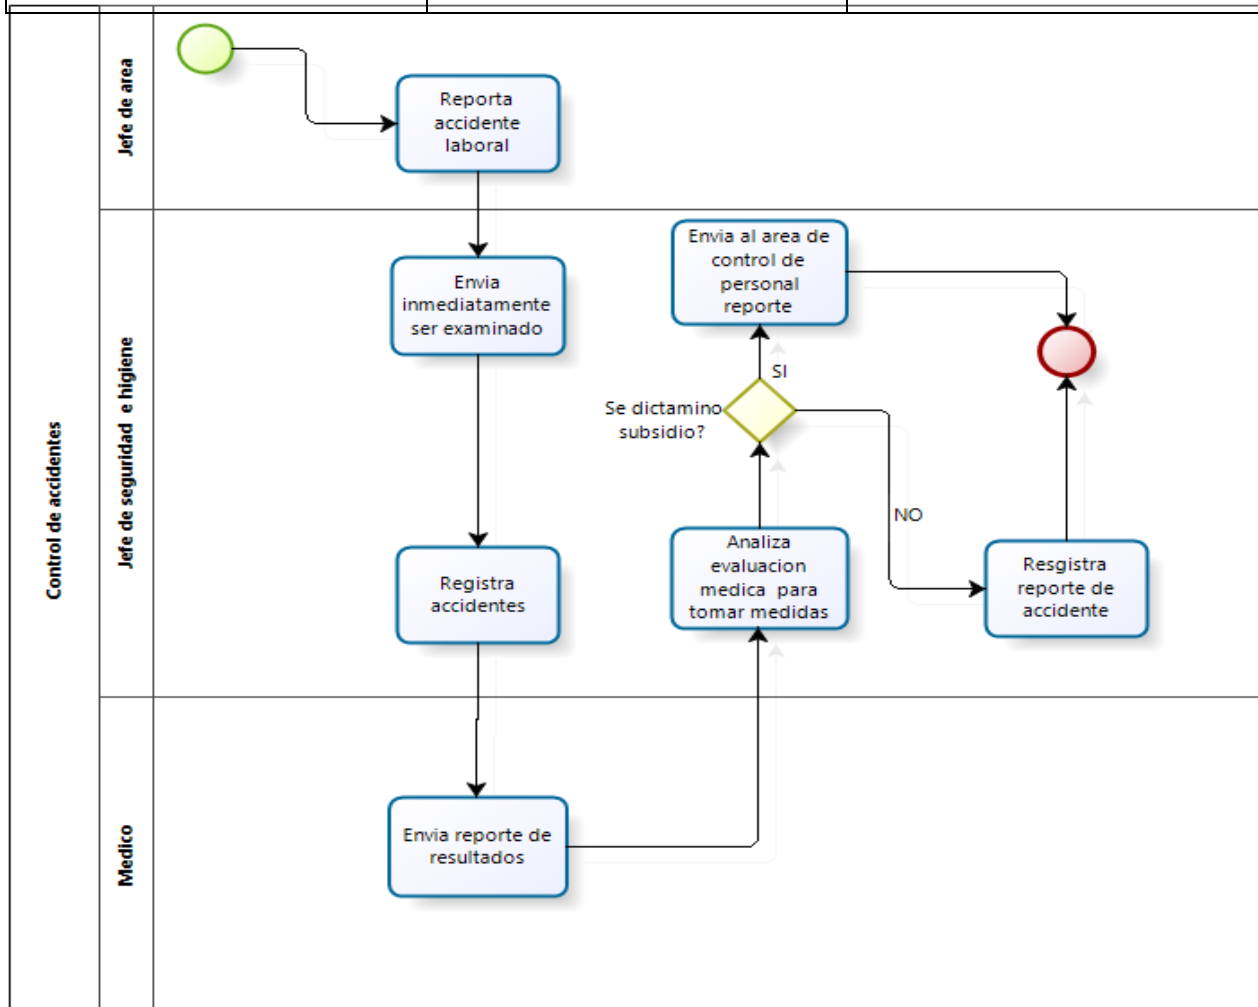 Control de accidentes
Jefe de area
Reporta
accidente
laboral
Jefe de seguridad e higiene
Envia
inmediatamente
ser examinado
Registra
accidentes
Envia al area de
control de
personal
reporte
SI
Se dictamino
subsidio?
NO
Analiza
evaluacion
medica para
tomar medidas
Resgistra
reporte de
accidente
Medico
Envia reporte de
resultados